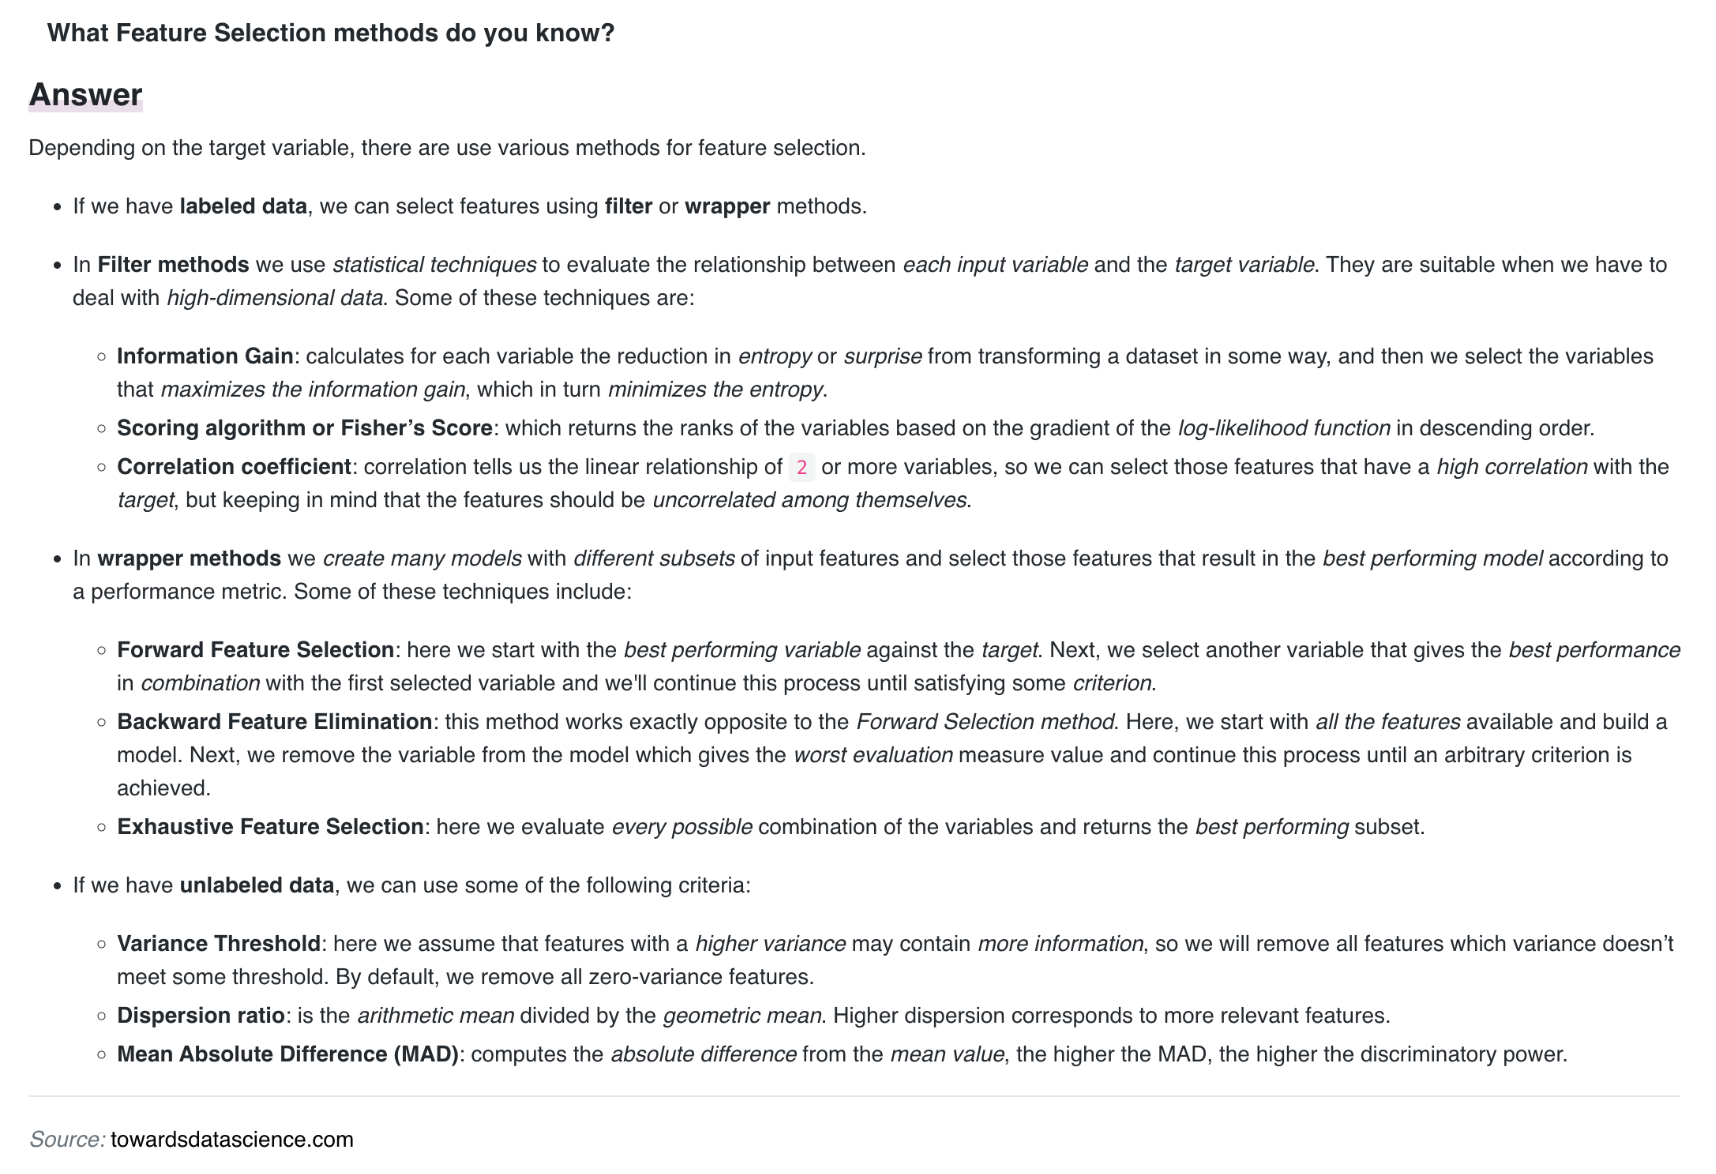 What Feature Selection methods do you know?
Answer
Depending on the target variable, there are use various methods for feature selection.
• If we have labeled data, we can select features using filter or wrapper methods.
• In Filter methods we use statistical techniques to evaluate the relationship between each input variable and the target variable. They are suitable when we have to
deal with high-dimensional data. Some of these techniques are:
◦ Information Gain: calculates for each variable the reduction in entropy or surprise from transforming a dataset in some way, and then we select the variables
that maximizes the information gain, which in turn minimizes the entropy.
◦ Scoring algorithm or Fisher’s Score: which returns the ranks of the variables based on the gradient of the log-likelihood function in descending order.
◦ Correlation coefficient: correlation tells us the linear relationship of 2 or more variables, so we can select those features that have a high correlation with the
target, but keeping in mind that the features should be uncorrelated among themselves.
• In wrapper methods we create many models with different subsets of input features and select those features that result in the best performing model according to
a performance metric. Some of these techniques include:
◦ Forward Feature Selection: here we start with the best performing variable against the target. Next, we select another variable that gives the best performance
in combination with the first selected variable and we'll continue this process until satisfying some criterion.
◦ Backward Feature Elimination: this method works exactly opposite to the Forward Selection method. Here, we start with all the features available and build a
model. Next, we remove the variable from the model which gives the worst evaluation measure value and continue this process until an arbitrary criterion is
achieved.
◦ Exhaustive Feature Selection: here we evaluate every possible combination of the variables and returns the best performing subset.
• If we have unlabeled data, we can use some of the following criteria:
◦ Variance Threshold: here we assume that features with a higher variance may contain more information, so we will remove all features which variance doesn’t
meet some threshold. By default, we remove all zero-variance features.
◦ Dispersion ratio: is the arithmetic mean divided by the geometric mean. Higher dispersion corresponds to more relevant features.
◦ Mean Absolute Difference (MAD): computes the absolute difference from the mean value, the higher the MAD, the higher the discriminatory power.
Source: towardsdatascience.com